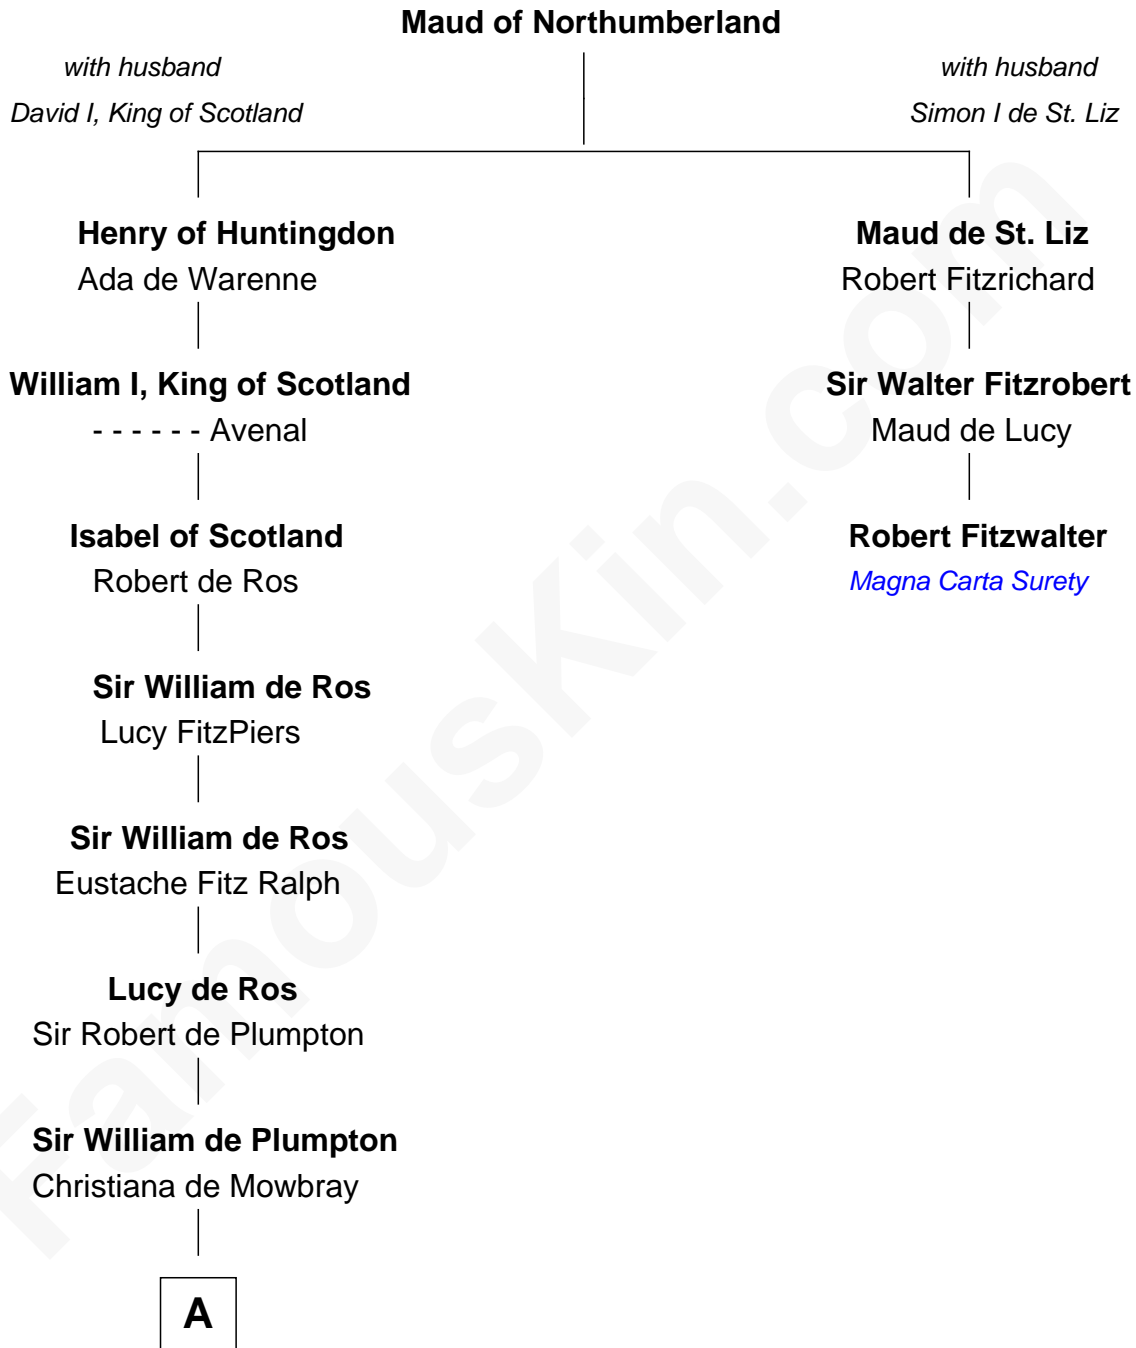 Maud of Northumberland
with husband
David I, King of Scotland
with husband
Simon I de St. Liz
Henry of Huntingdon
Ada de Warenne
Maud de St. Liz
Robert Fitzrichard
William I, King of Scotland
- - - - - - Avenal
Sir Walter Fitzrobert
Maud de Lucy
Isabel of Scotland
Robert de Ros
Robert Fitzwalter
Magna Carta Surety
Sir William de Ros
Lucy FitzPiers
Sir William de Ros
Eustache Fitz Ralph
Lucy de Ros
Sir Robert de Plumpton
Sir William de Plumpton
Christiana de Mowbray
A
FamousKin.com